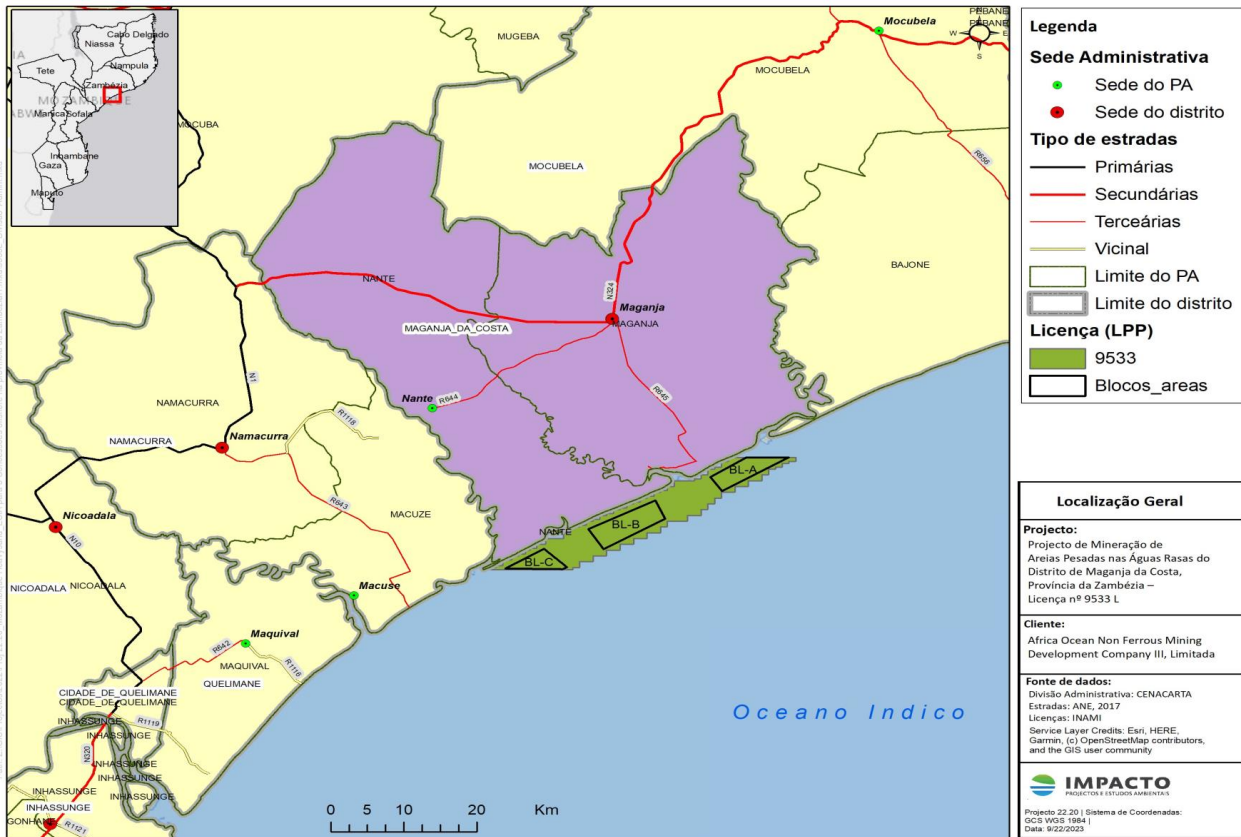 Cabo Delgado
Niassa
Nampula
Tete
Zambézia
MOZAMBIQUE
Manica
Sofala
Inhambane
Gaza
Maputo
MUGEBA
Mocubela
PEBANE
PEBANE
W
E
S
MOCUBELA
MOCUBA
MOCUBELA
R656
BAJONE
NANTE
N324
Maganja
MAGANJA
MAGANJA_DA_COSTA
N1
Nante
R644
R645
NAMACURRA
R1118
NAMACURRA
Namacurra
BL-A
Nicoadala
R643
MACUZE
BL-B
NANTE
N10
BL-C
NICOADALA
NICOADALA
Macuse
Maquival
R642
MAQUIVAL
R1116
QUELIMANE
CIDADE_DE_QUELIMANE
CIDADE_DE_QUELIMANE
INHASSUNGE
R1119
INHASSUNGE
N320
INHASSUNGE
INHASSUNGE
INHASSUNGE
INHASSUNGE
INHASSUNGE
GONHANE
R1121
Oceano Indico
0 5 10 20 Km
Legenda
Sede Administrativa
Sede do PA
Sede do distrito
Tipo de estradas
Primárias
Secundárias
Terceárias
Vicinal
Limite do PA
Limite do distrito
Licença (LPP)
9533
Blocos_areas
Localização Geral
Projecto:
Projecto de Mineração de
Areias Pesadas nas Águas Rasas do
Distrito de Maganja da Costa,
Província da Zambézia –
Licença nº 9533 L
Cliente:
Africa Ocean Non Ferrous Mining
Development Company III, Limitada
Fonte de dados:
Divisão Administrativa: CENACARTA
Estradas: ANE, 2017
Licenças: INAMI
Service Layer Credits: Esri, HERE,
Garmin, (c) OpenStreetMap contributors,
and the GIS user community
IMPACTO
PROJECTOS E ESTUDOS AMBIENTAIS
Projecto 22.20 | Sistema de Coordenadas:
GCS WGS 1984 |
Data: 9/22/2023